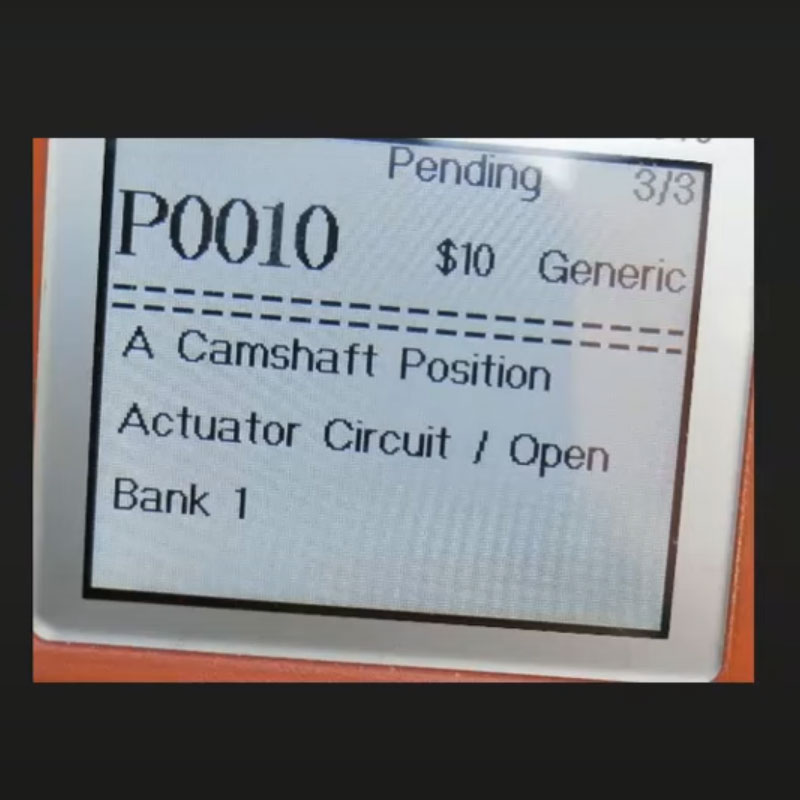 Pending 3/3
P0010 $10 Generic
A Camshaft Position
Actuator Circuit / Open
Bank 1